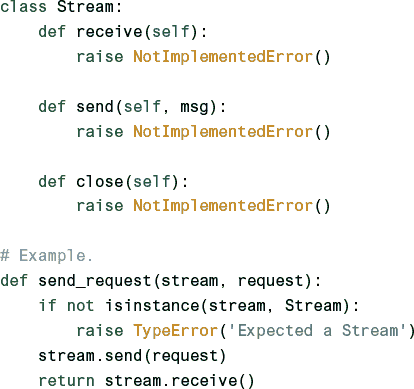 class Stream:
    def receive(self):
        raise NotImplementedError()

    def send(self, msg):
        raise NotImplementedError()

    def close(self):
        raise NotImplementedError()

# Example.
def send_request(stream, request):
    if not isinstance(stream, Stream):
        raise TypeError('Expected a Stream')
    stream.send(request)
    return stream.receive()